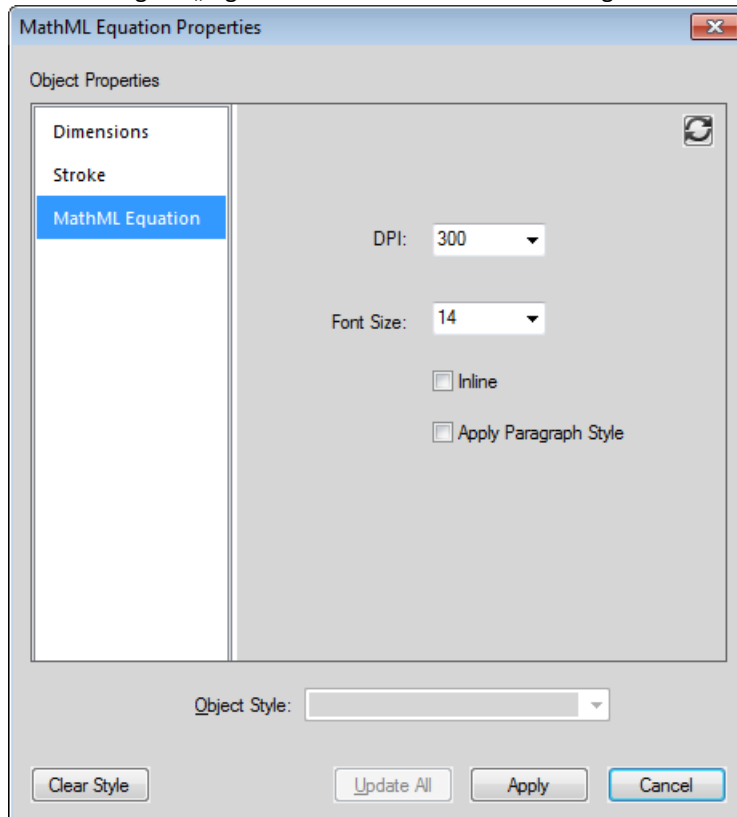 MathML Equation Properties
Object Properties
Dimensions
Stroke
MathML Equation
DPI: 300
Font Size: 14
Inline
Apply Paragraph Style
Object Style:
Clear Style Update All Apply Cancel